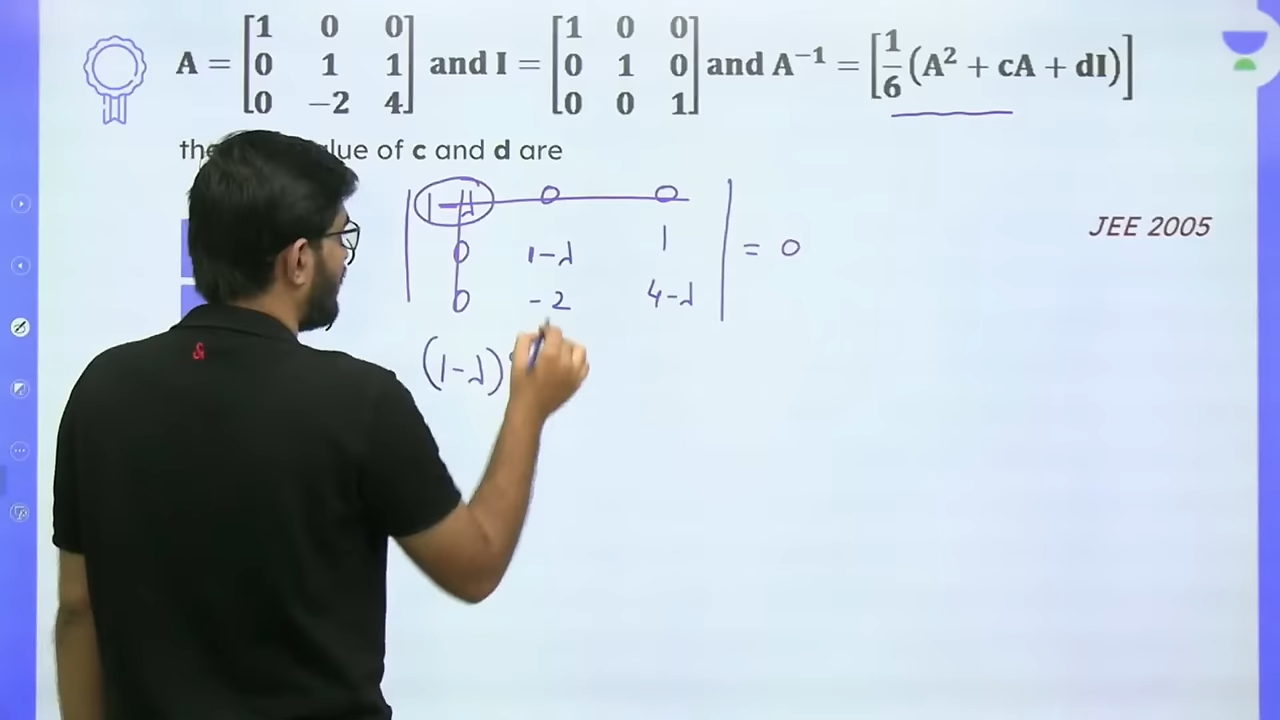 A = [1 0 0 0 1 1 0 −2 4] and I = [1 0 0 0 1 0 0 0 1] and A⁻¹ = [1/6 (A² + cA + dI)]
the lue of c and d are
JEE 2005
| 1-λ 0 0 |
| 0 1-λ 1 | = 0
| 0 -2 4-λ |
(1-λ)
&